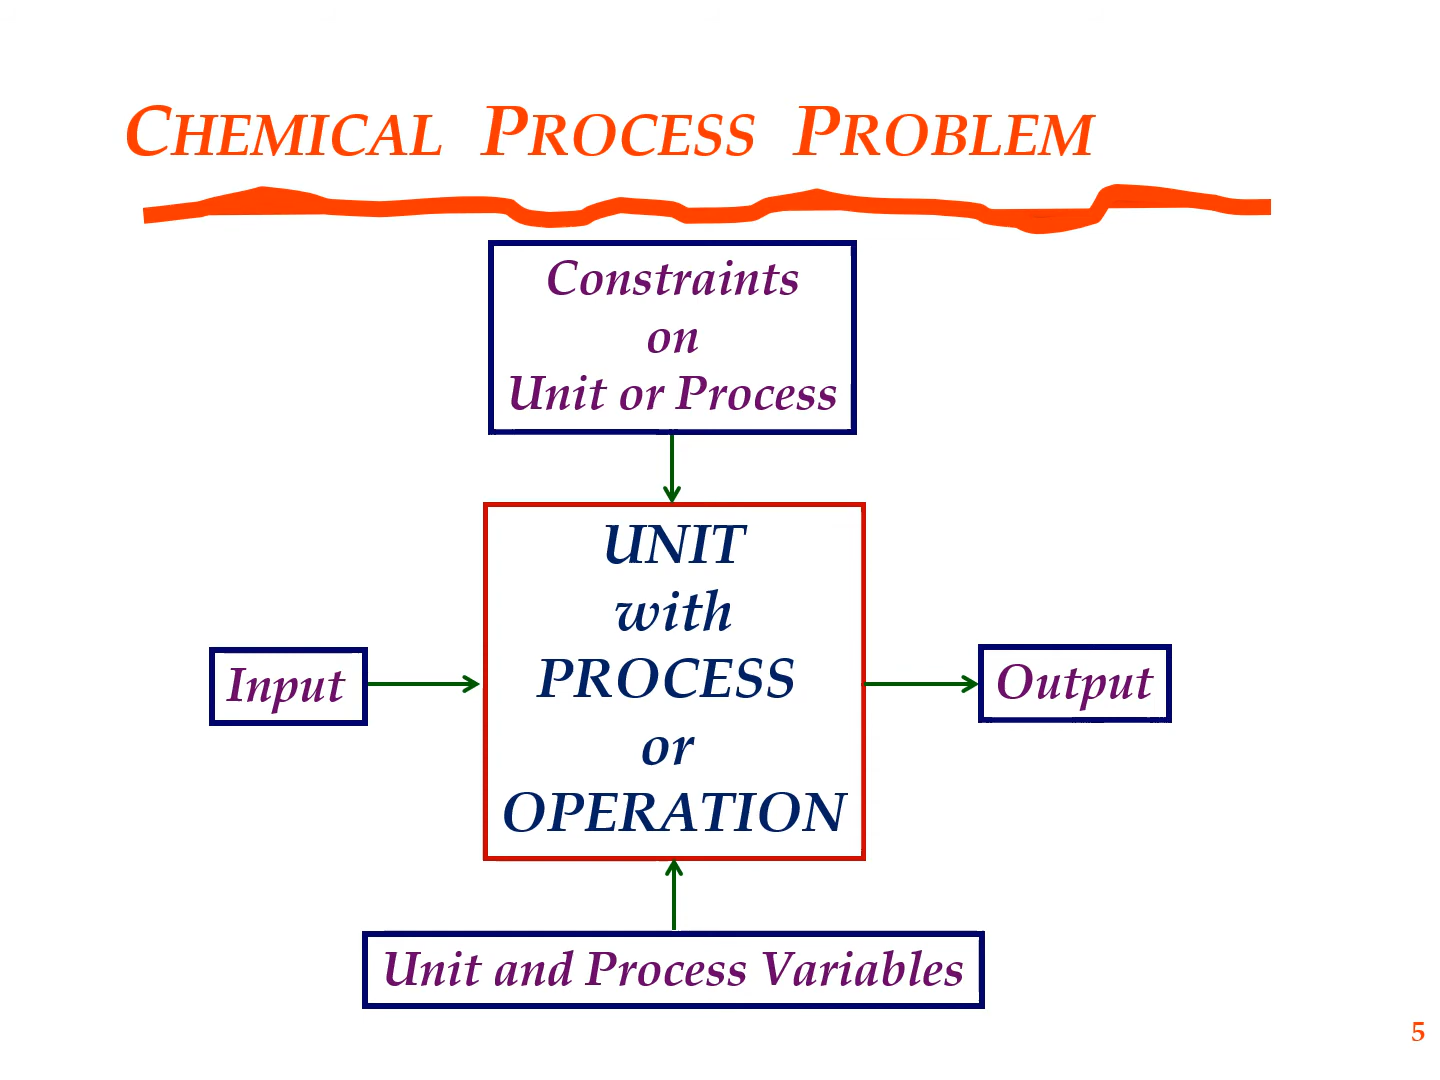 CHEMICAL PROCESS PROBLEM
Constraints
on
Unit or Process
UNIT
with
PROCESS
or
OPERATION
Input
Output
Unit and Process Variables
5